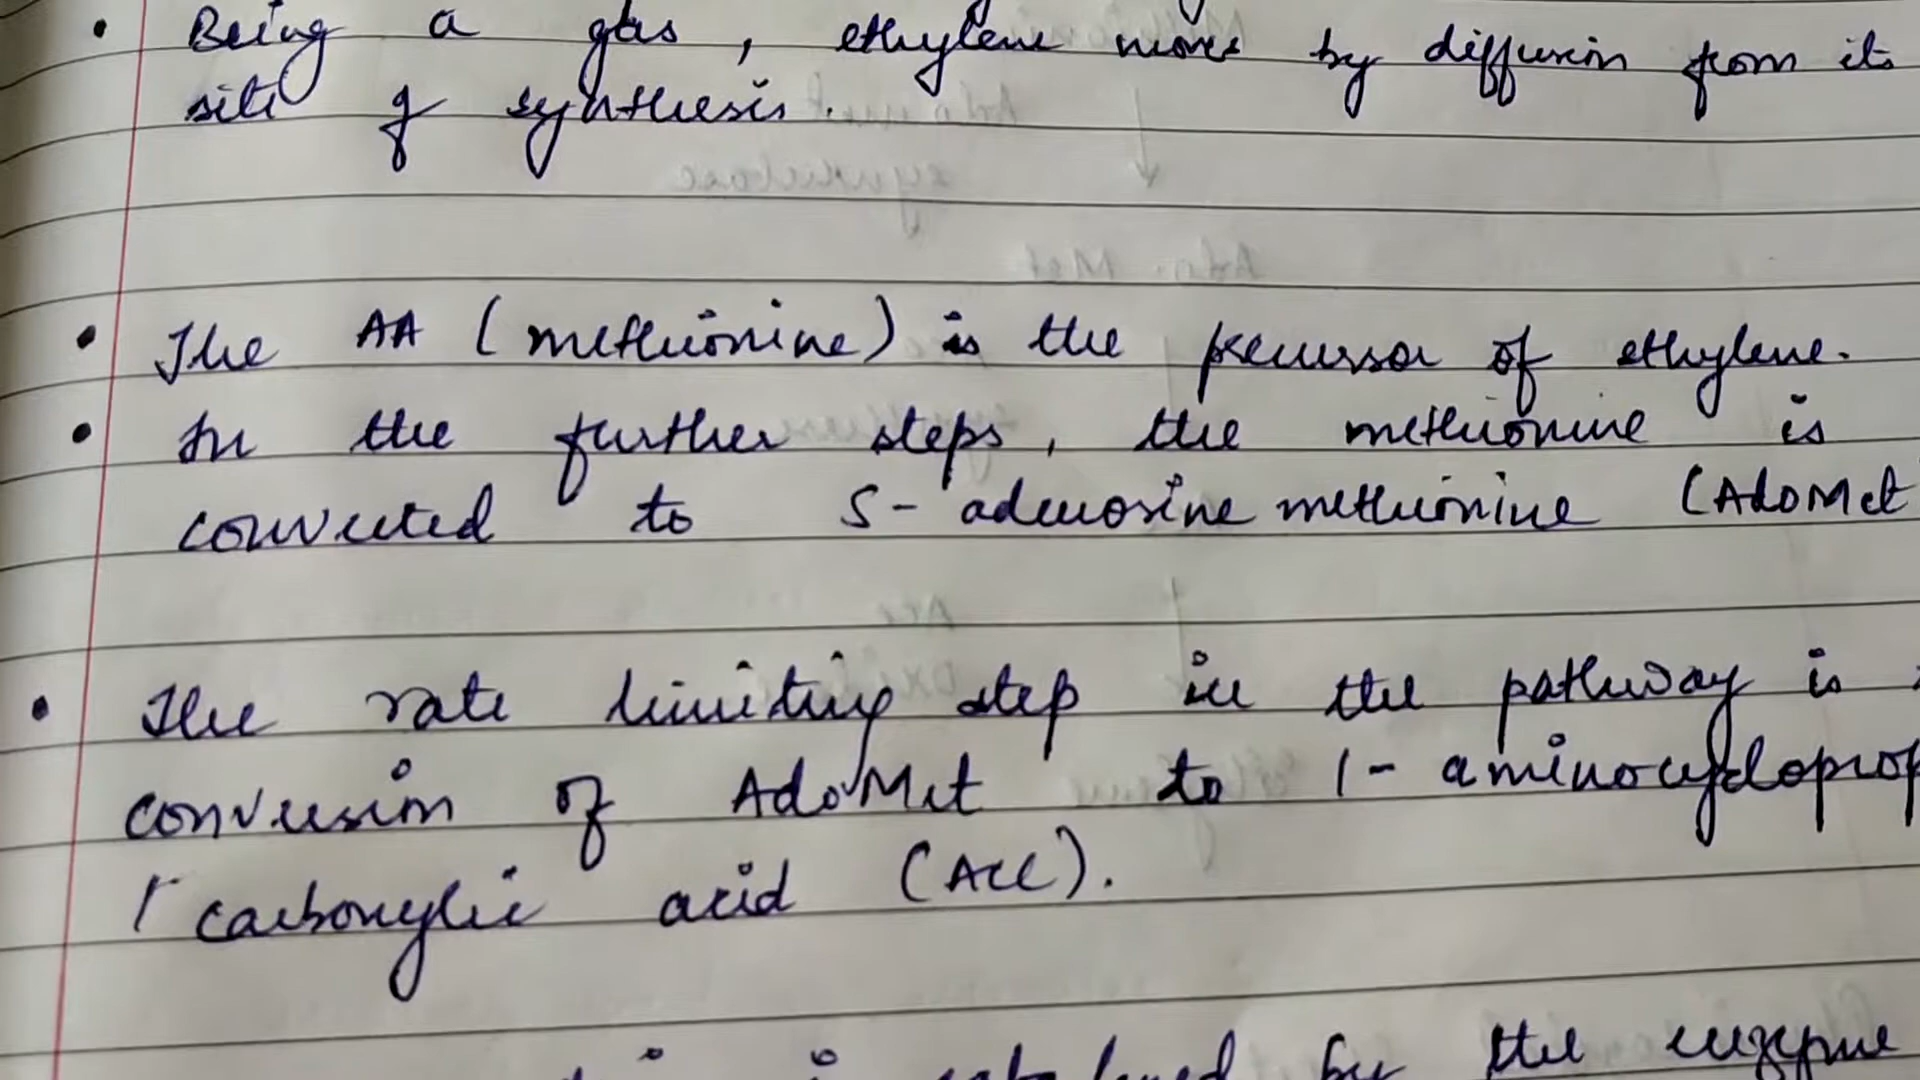 • Being a gas, ethylene moves by diffusion from its
site of synthesis.
• The AA (methionine) is the precursor of ethylene.
• In the further steps, the methionine is
converted to S-adenosine methionine (AdoMet
• The rate limiting step in the pathway is
conversion of AdoMet to 1-aminocycloprop
1 carboxylic acid (ACC).
by the enzyme